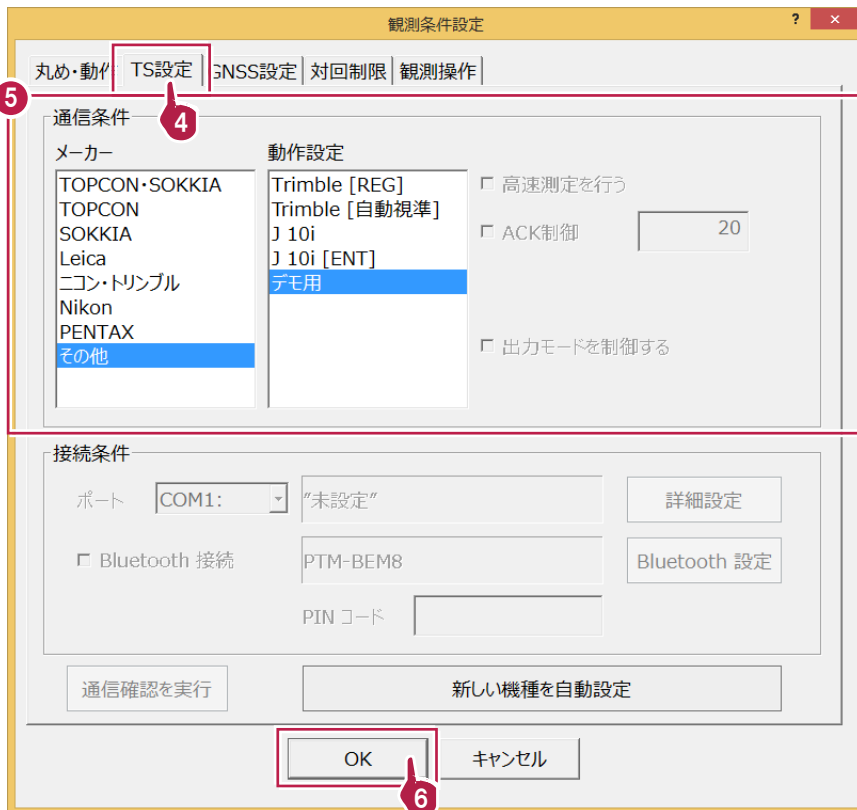 観測条件設定
? ×
丸め・動作 TS設定 GNSS設定 対回制限 観測操作
4
5
通信条件
メーカー
TOPCON・SOKKIA
TOPCON
SOKKIA
Leica
ニコン・トリンブル
Nikon
PENTAX
その他
動作設定
Trimble [REG]
Trimble [自動視準]
J 10i
J 10i [ENT]
デモ用
高速測定を行う
ACK制御 20
出力モードを制御する
接続条件
ポート COM1: "未設定" 詳細設定
Bluetooth 接続 PTM-BEM8 Bluetooth 設定
PIN コード
通信確認を実行 新しい機種を自動設定
OK キャンセル
6